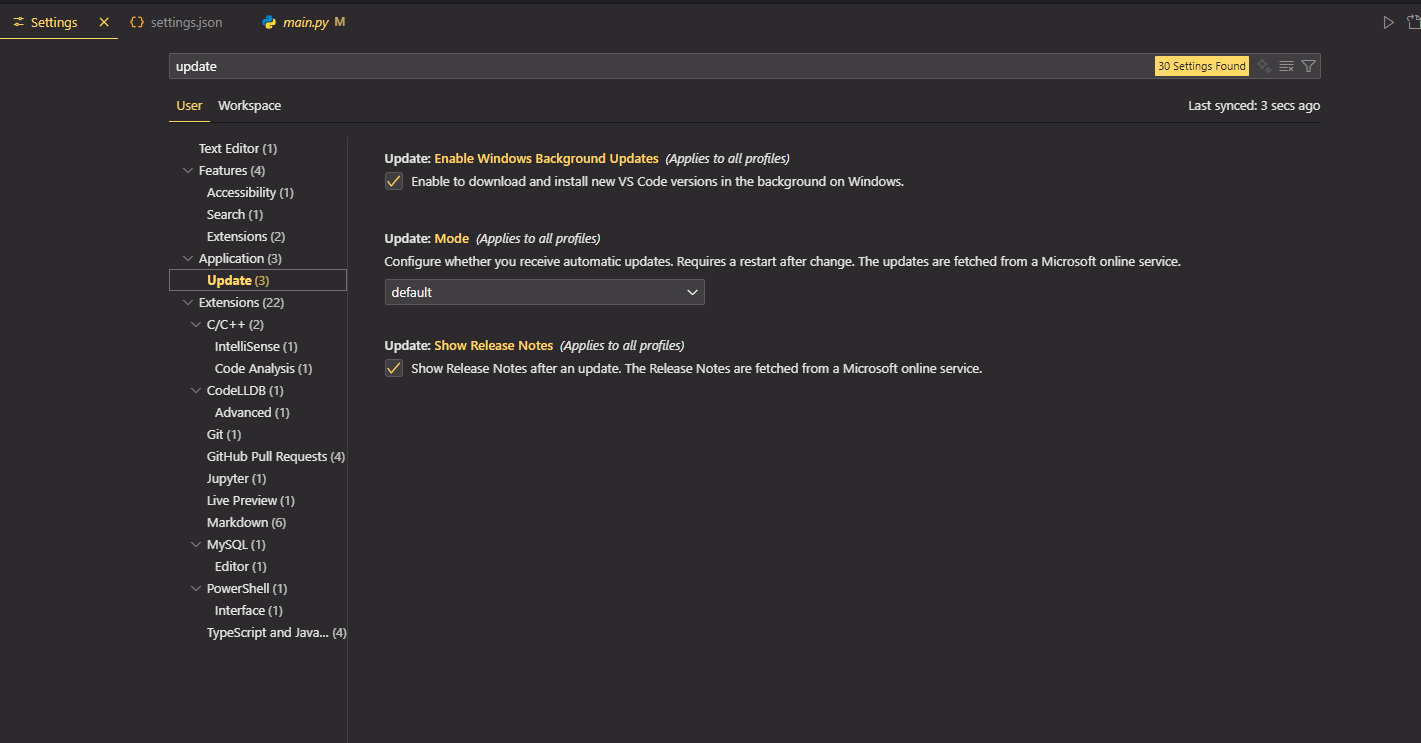 Settings
settings.json
main.py M
update
30 Settings Found
User Workspace
Last synced: 3 secs ago
Text Editor (1)
Features (4)
Accessibility (1)
Search (1)
Extensions (2)
Application (3)
Update (3)
Extensions (22)
C/C++ (2)
IntelliSense (1)
Code Analysis (1)
CodeLLDB (1)
Advanced (1)
Git (1)
GitHub Pull Requests (4)
Jupyter (1)
Live Preview (1)
Markdown (6)
MySQL (1)
Editor (1)
PowerShell (1)
Interface (1)
TypeScript and Java... (4)
Update: Enable Windows Background Updates (Applies to all profiles)
Enable to download and install new VS Code versions in the background on Windows.
Update: Mode (Applies to all profiles)
Configure whether you receive automatic updates. Requires a restart after change. The updates are fetched from a Microsoft online service.
default
Update: Show Release Notes (Applies to all profiles)
Show Release Notes after an update. The Release Notes are fetched from a Microsoft online service.